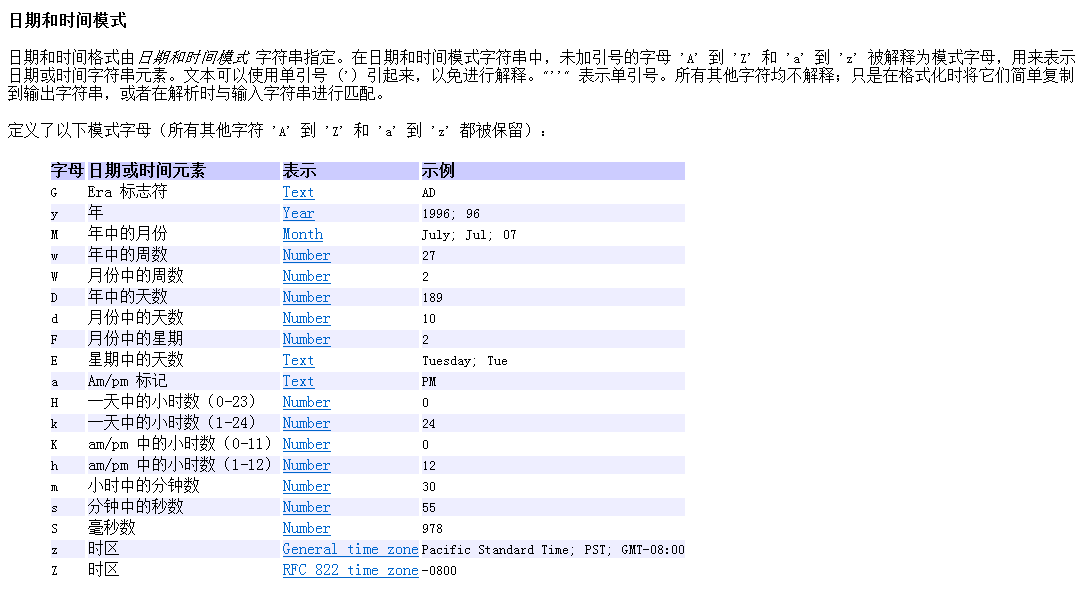 日期和时间模式
日期和时间格式由 日期和时间模式 字符串指定。在日期和时间模式字符串中，未加引号的字母 'A' 到 'Z' 和 'a' 到 'z' 被解释为模式字母，用来表示
日期或时间字符串元素。文本可以使用单引号 (') 引起来，以免进行解释。"''" 表示单引号。所有其他字符均不解释；只是在格式化时将它们简单复制
到输出字符串，或者在解析时与输入字符串进行匹配。
定义了以下模式字母（所有其他字符 'A' 到 'Z' 和 'a' 到 'z' 都被保留）：
字母 日期或时间元素 表示 示例
G Era 标志符 Text AD
y 年 Year 1996; 96
M 年中的月份 Month July; Jul; 07
w 年中的周数 Number 27
W 月份中的周数 Number 2
D 年中的天数 Number 189
d 月份中的天数 Number 10
F 月份中的星期 Number 2
E 星期中的天数 Text Tuesday; Tue
a Am/pm 标记 Text PM
H 一天中的小时数（0-23） Number 0
k 一天中的小时数（1-24） Number 24
K am/pm 中的小时数（0-11） Number 0
h am/pm 中的小时数（1-12） Number 12
m 小时中的分钟数 Number 30
s 分钟中的秒数 Number 55
S 毫秒数 Number 978
z 时区 General time zone Pacific Standard Time; PST; GMT-08:00
Z 时区 RFC 822 time zone -0800